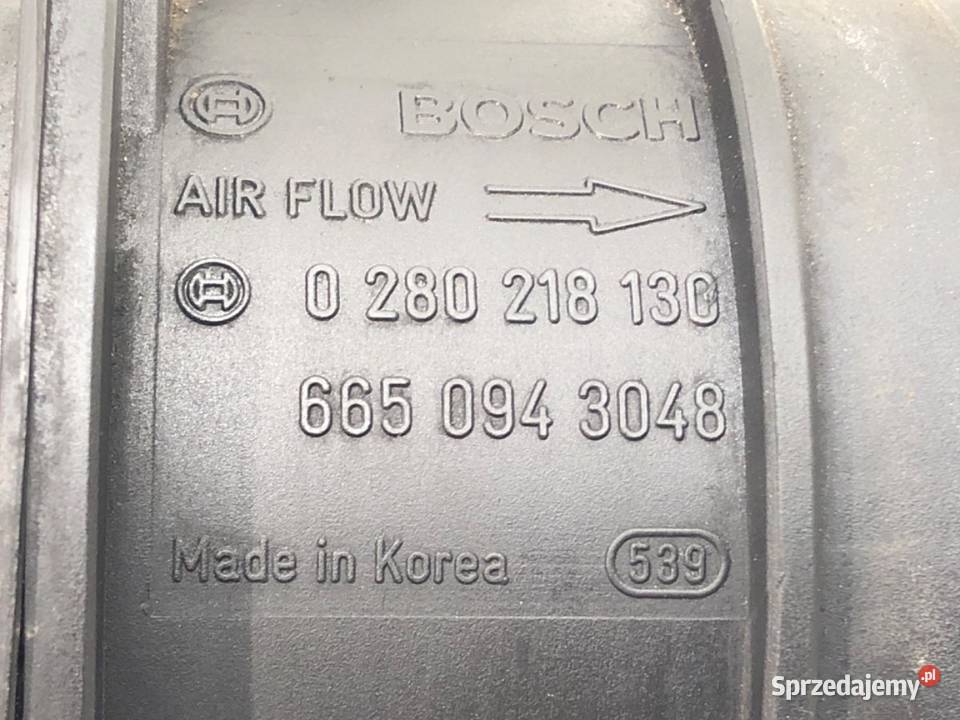 BOSCH
AIR FLOW
0 280 218 130
665 094 3048
Made in Korea 539
Sprzedajemy.pl